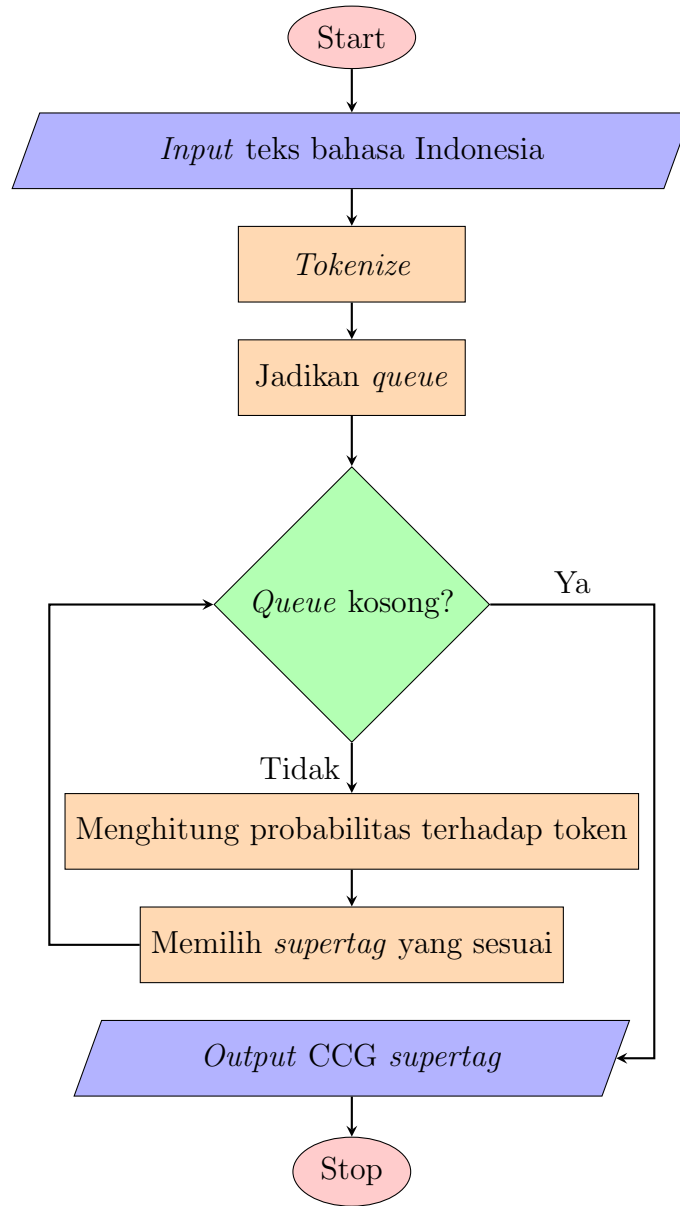 Start
Input teks bahasa Indonesia
Tokenize
Jadikan queue
Queue kosong?
Ya
Tidak
Menghitung probabilitas terhadap token
Memilih supertag yang sesuai
Output CCG supertag
Stop